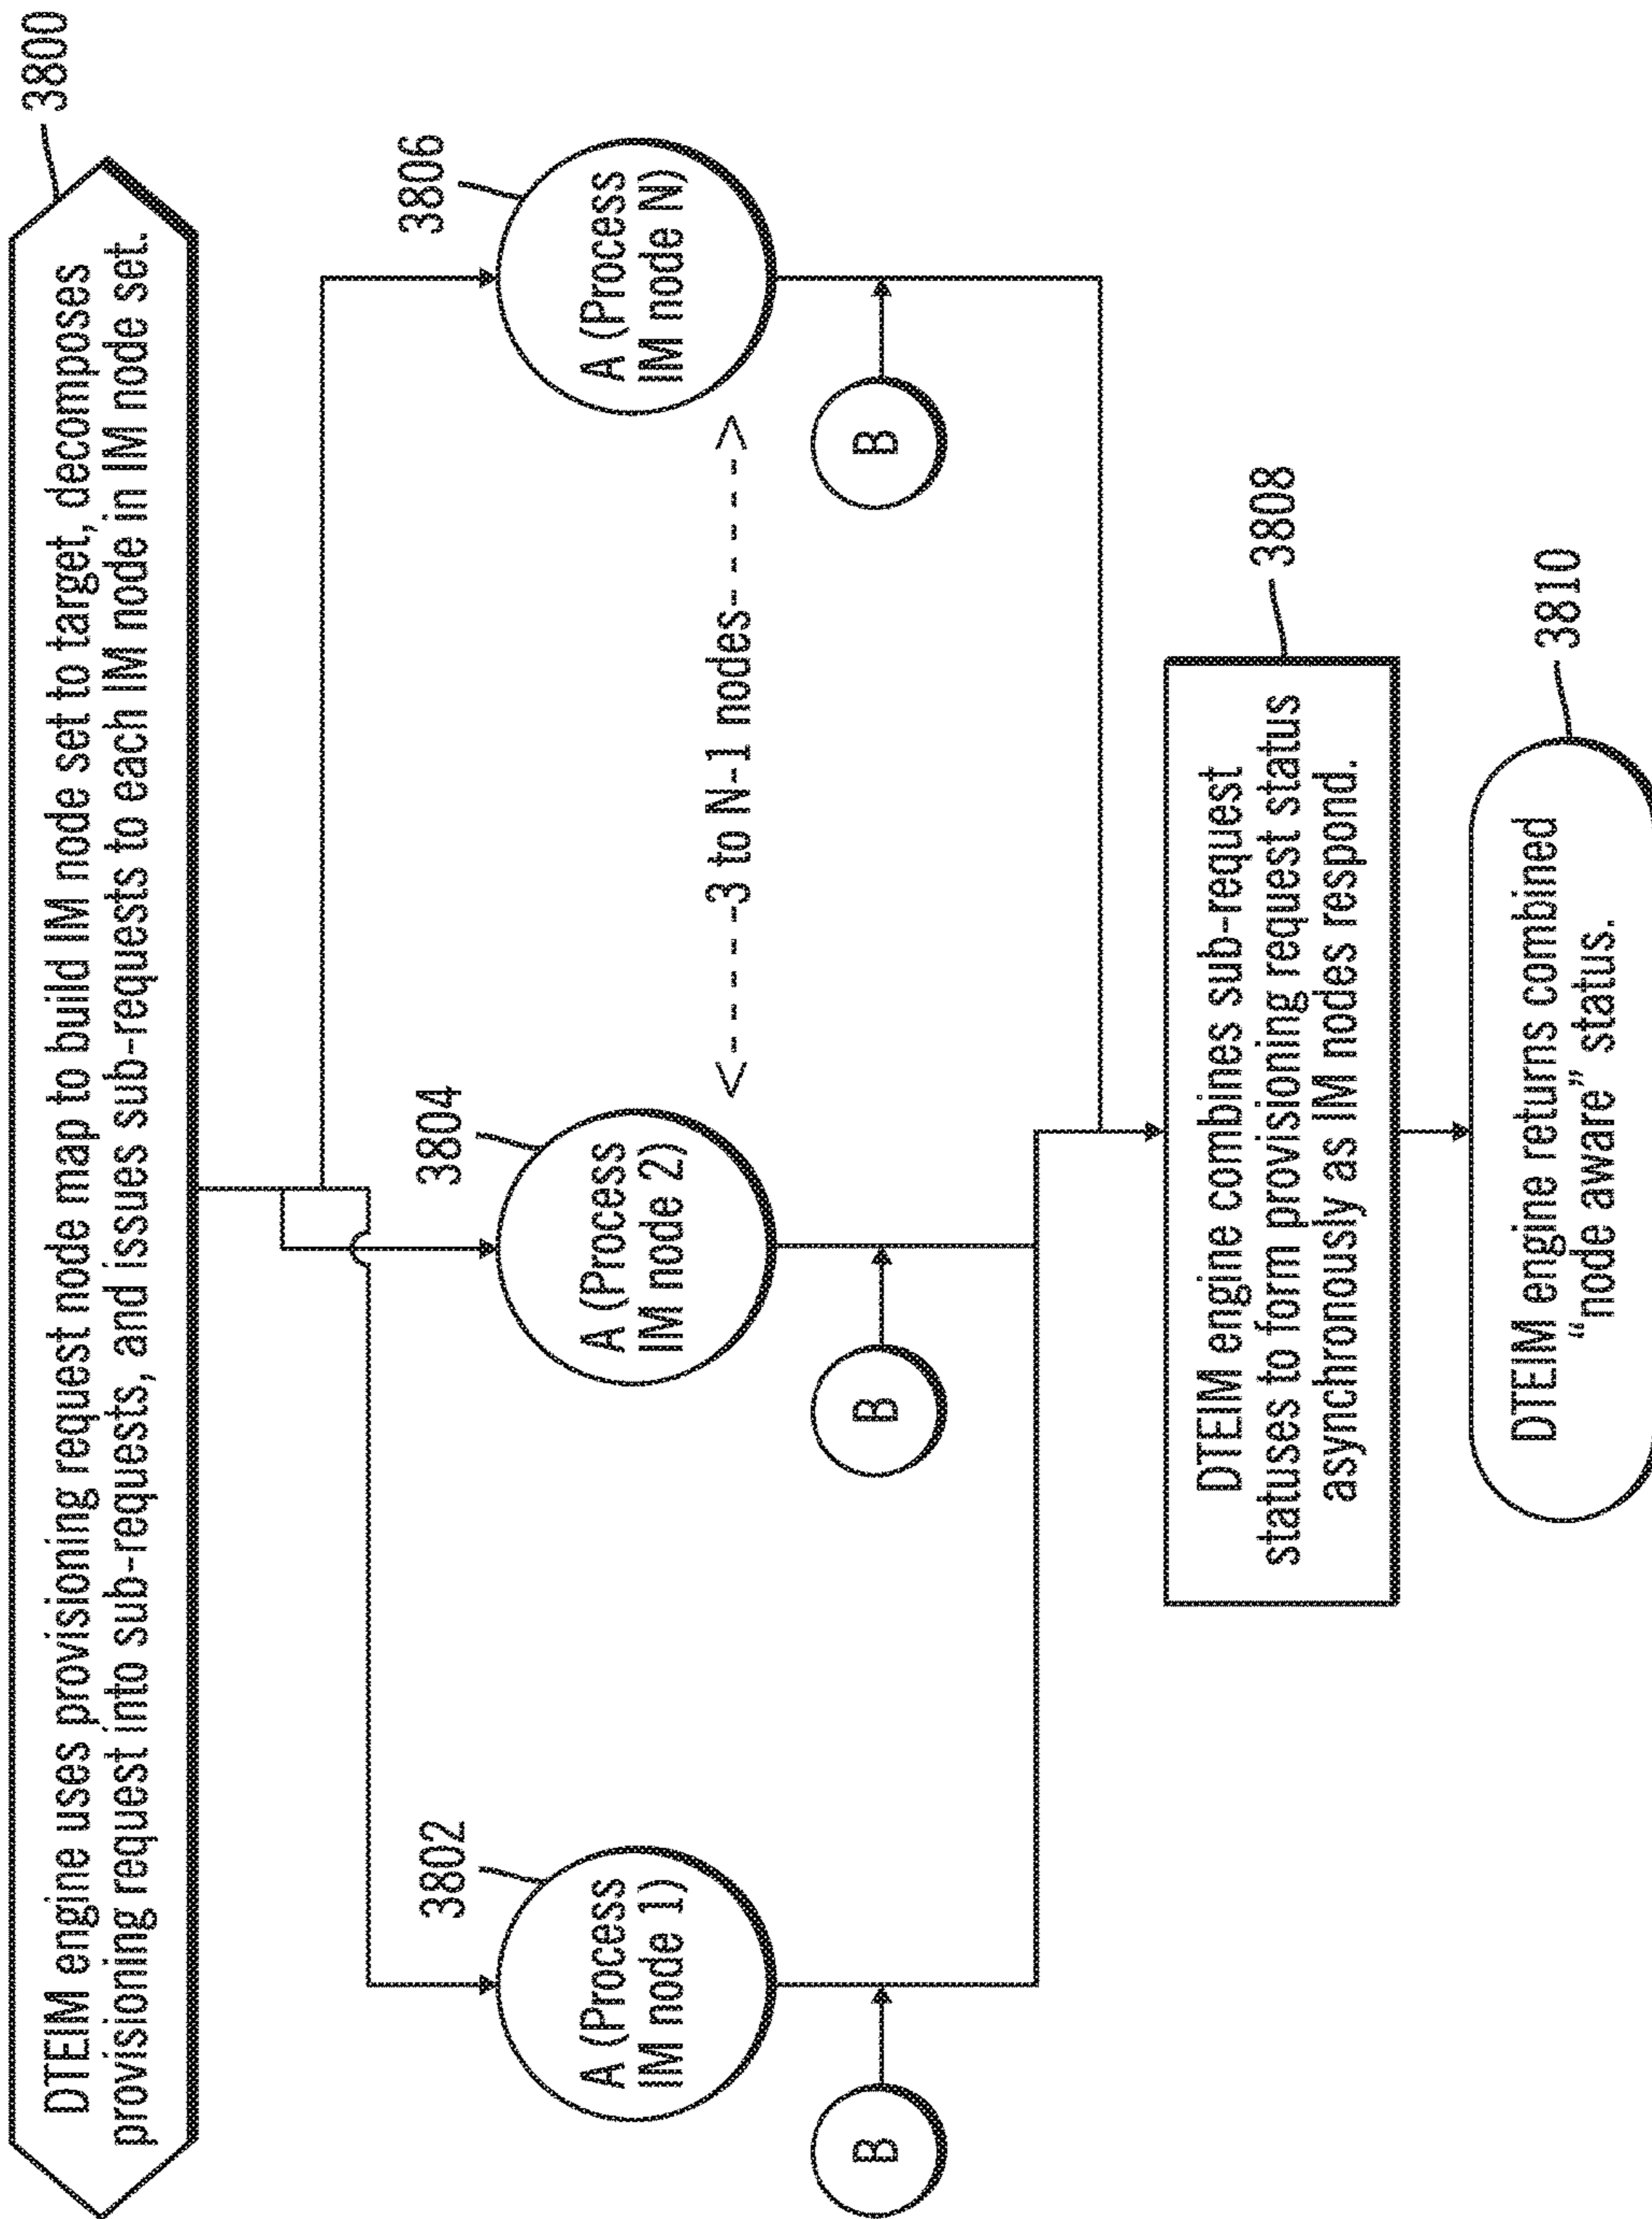 3800
DTEIM engine uses provisioning request node map to build IM node set to target, decomposes
provisioning request into sub-requests, and issues sub-requests to each IM node in IM node set.
3802
A (Process
IM node 1)
3804
A (Process
IM node 2)
3806
A (Process
IM node N)
<----3 to N-1 nodes------>
B
B
B
3808
DTEIM engine combines sub-request
statuses to form provisioning request status
asynchronously as IM nodes respond.
3810
DTEIM engine returns combined
“node aware” status.